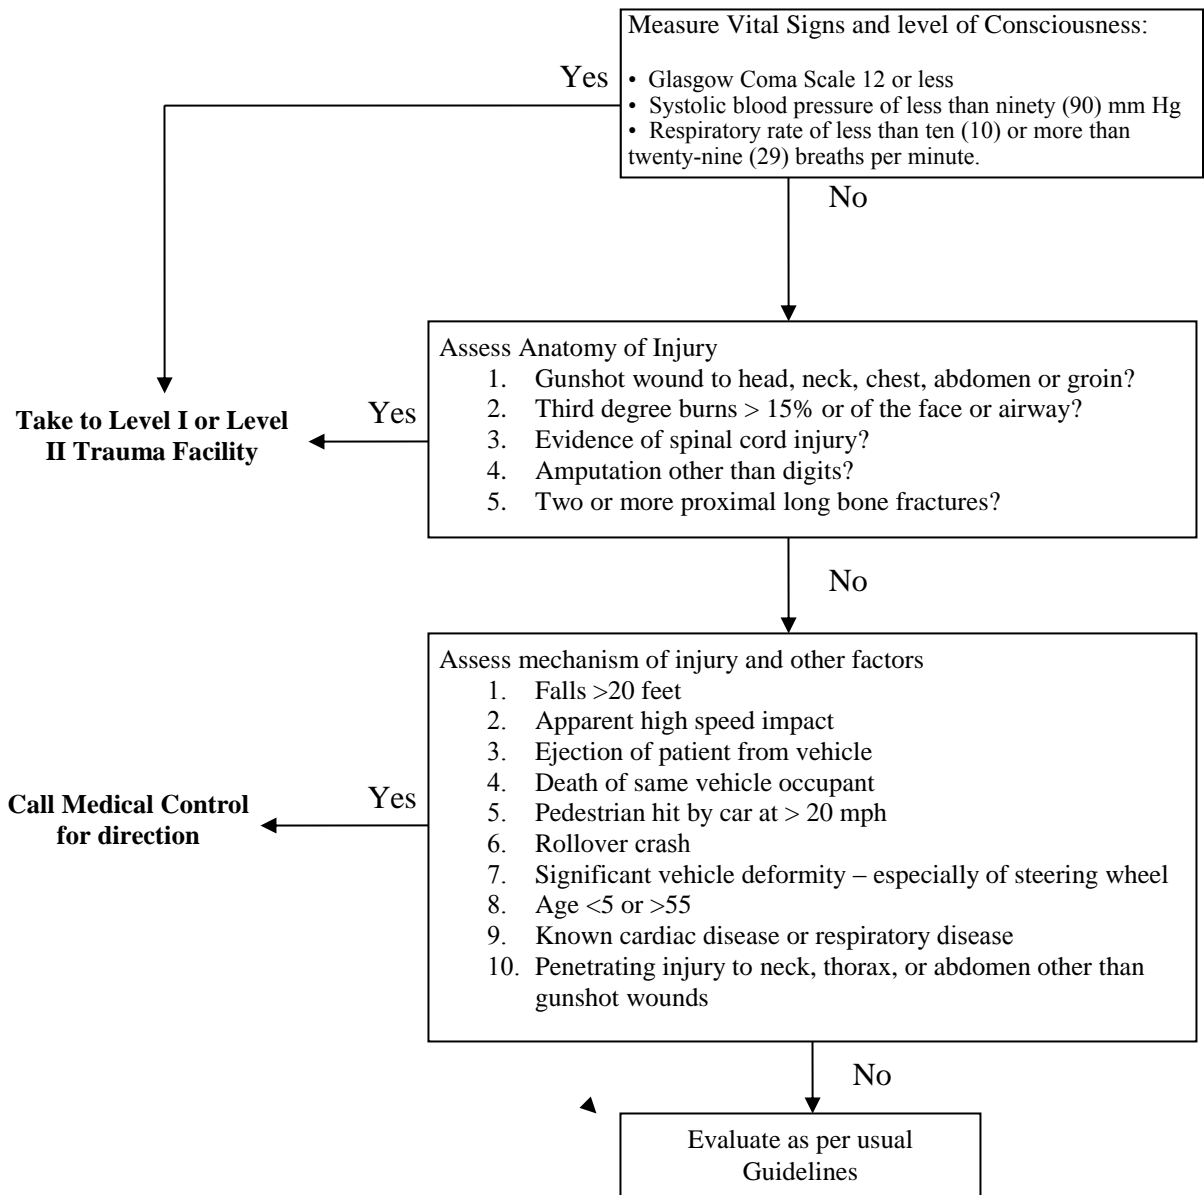 Measure Vital Signs and level of Consciousness:
Yes
• Glasgow Coma Scale 12 or less
• Systolic blood pressure of less than ninety (90) mm Hg
• Respiratory rate of less than ten (10) or more than
twenty-nine (29) breaths per minute.
No
Assess Anatomy of Injury
1. Gunshot wound to head, neck, chest, abdomen or groin?
2. Third degree burns > 15% or of the face or airway?
3. Evidence of spinal cord injury?
4. Amputation other than digits?
5. Two or more proximal long bone fractures?
Yes
Take to Level I or Level
II Trauma Facility
No
Assess mechanism of injury and other factors
1. Falls >20 feet
2. Apparent high speed impact
3. Ejection of patient from vehicle
4. Death of same vehicle occupant
5. Pedestrian hit by car at > 20 mph
6. Rollover crash
7. Significant vehicle deformity – especially of steering wheel
8. Age <5 or >55
9. Known cardiac disease or respiratory disease
10. Penetrating injury to neck, thorax, or abdomen other than
gunshot wounds
Yes
Call Medical Control
for direction
No
Evaluate as per usual
Guidelines